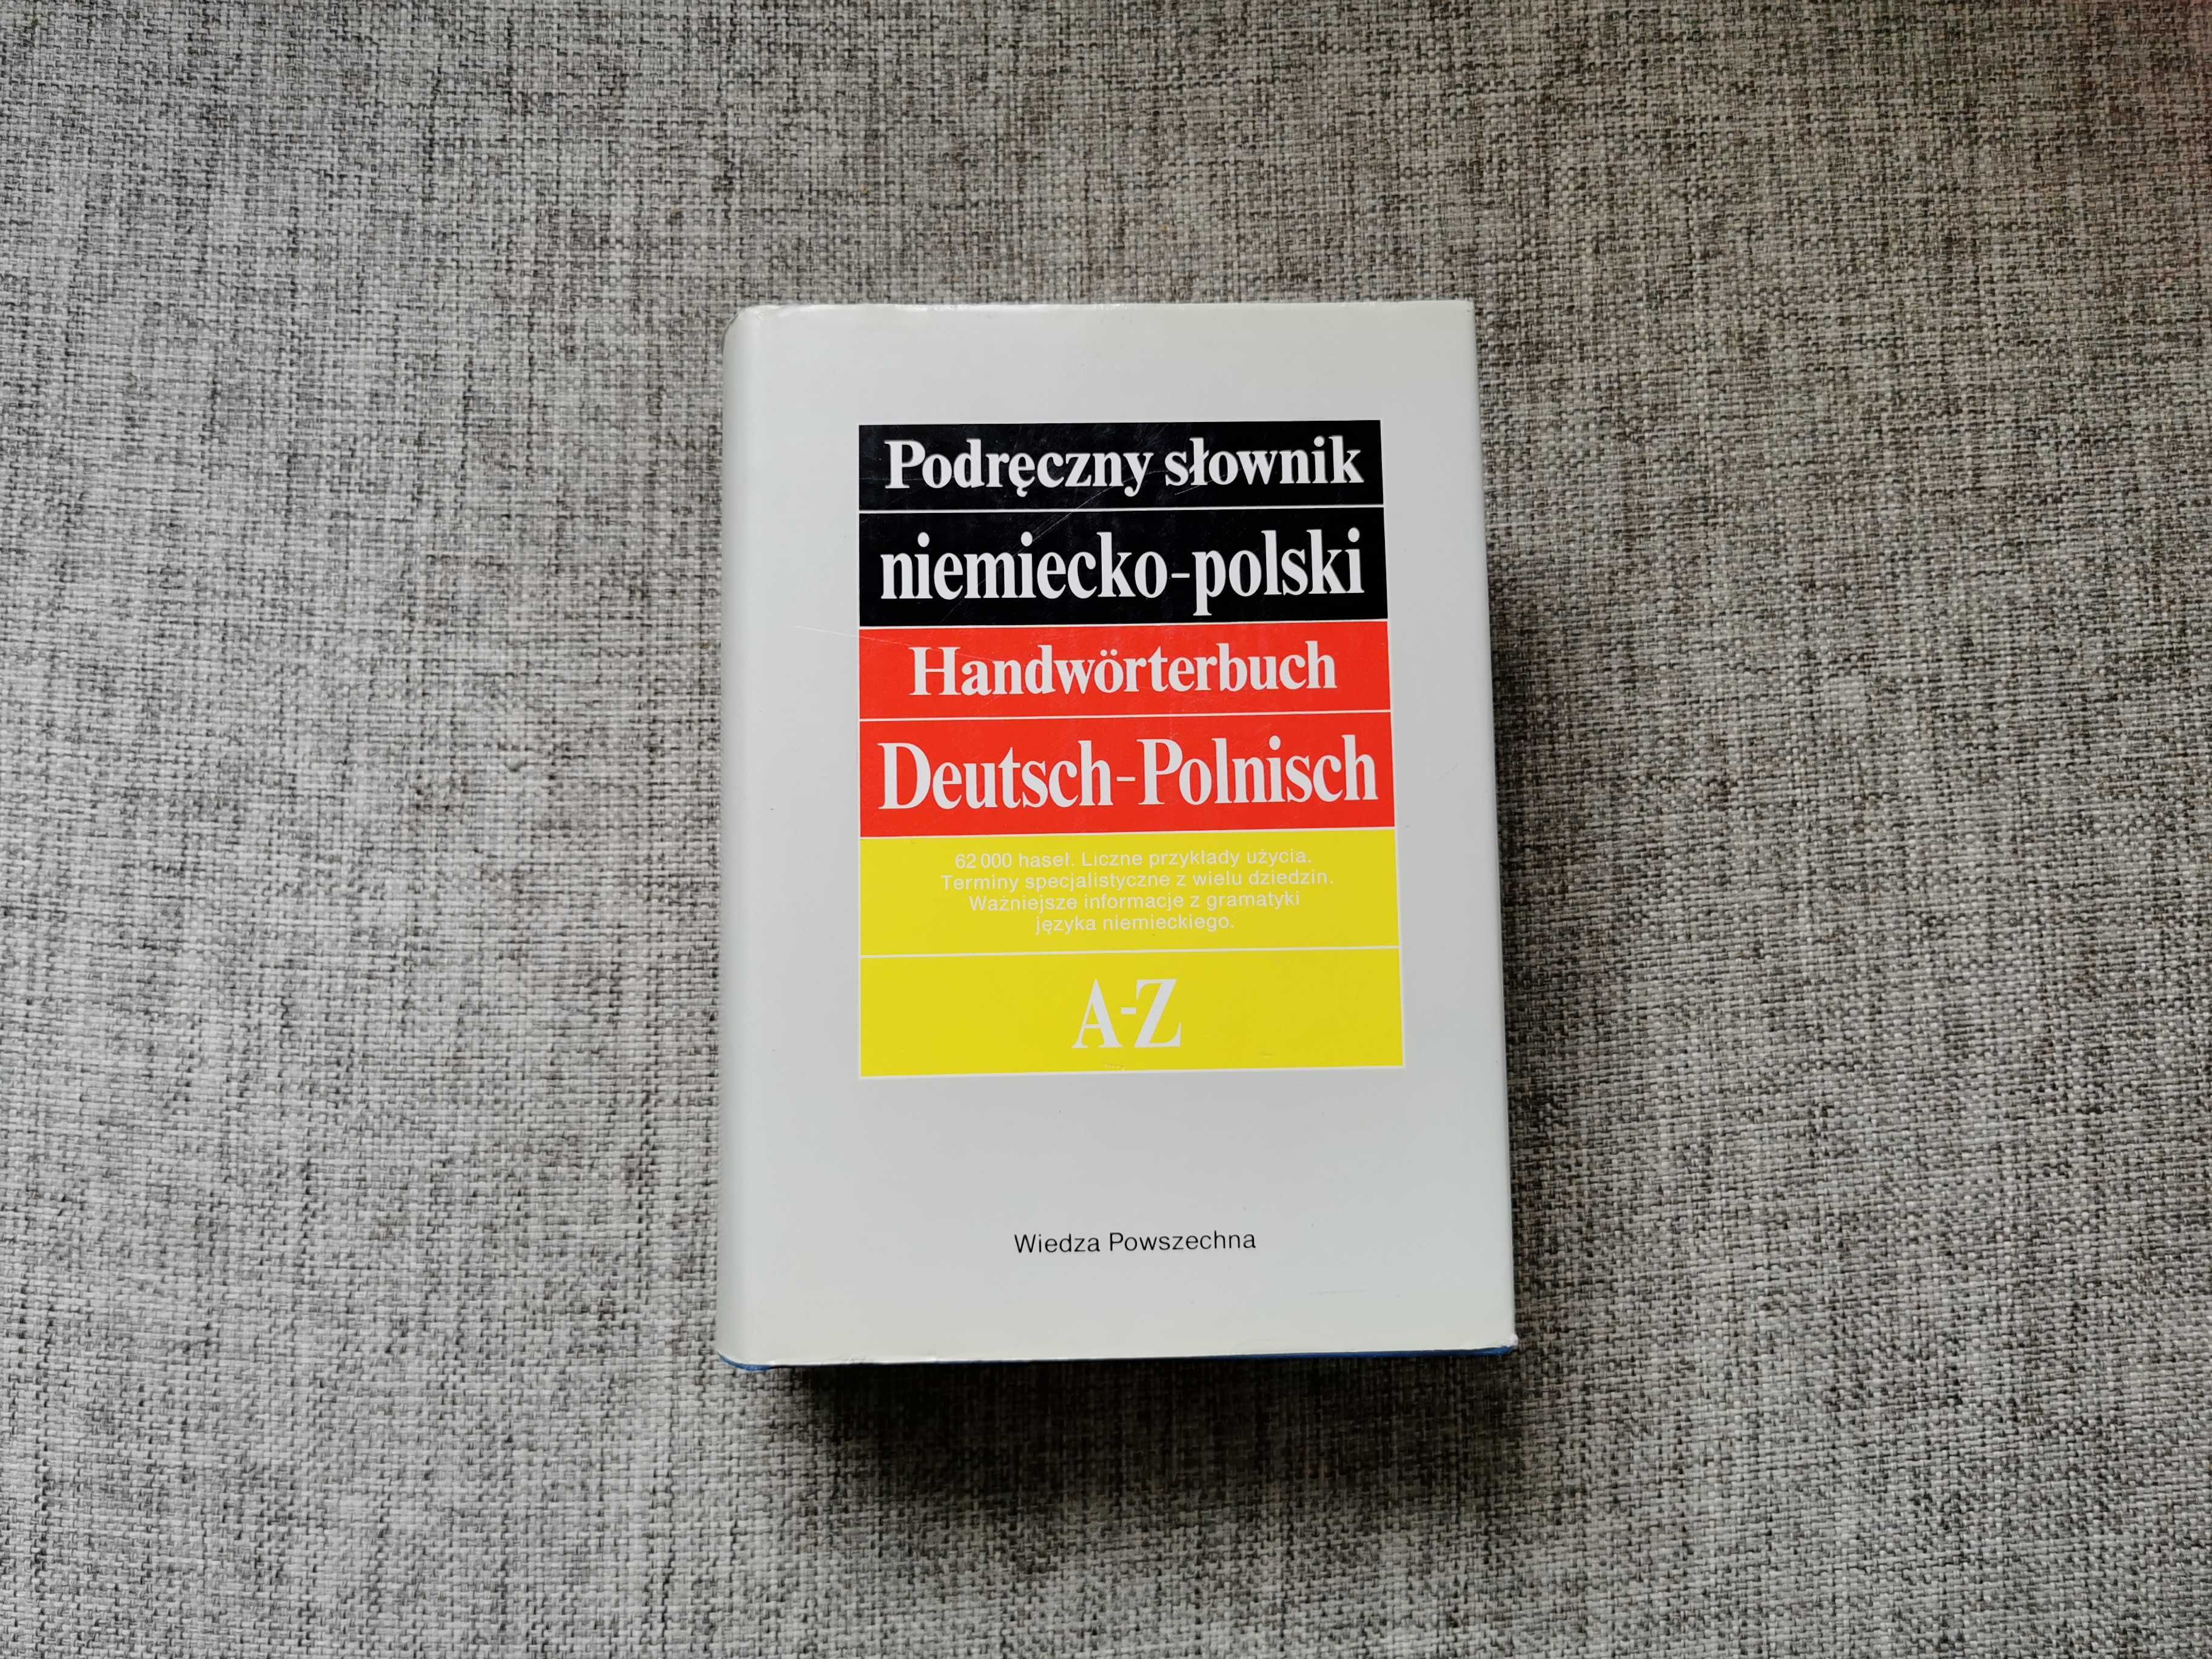 Podręczny słownik
niemiecko-polski
Handwörterbuch
Deutsch-Polnisch
62 000 haseł. Liczne przykłady użycia.
Terminy specjalistyczne z wielu dziedzin.
Ważniejsze informacje z gramatyki
języka niemieckiego.
A-Z
Wiedza Powszechna